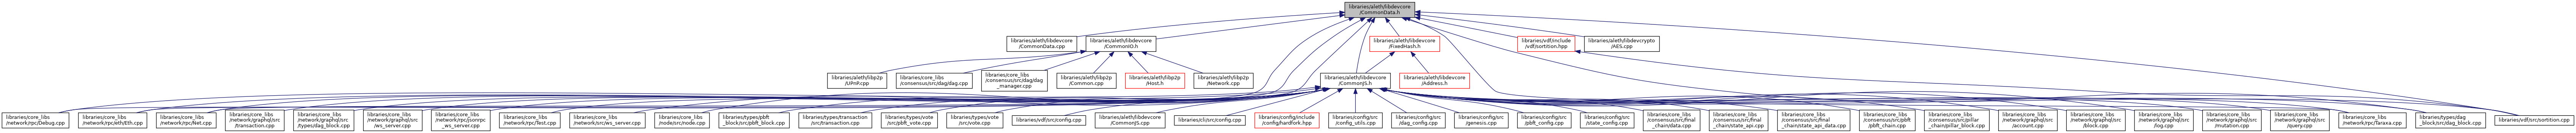 libraries/aleth/libdevcore
/CommonData.h
libraries/aleth/libdevcore
/CommonData.cpp
libraries/aleth/libdevcore
/CommonIO.h
libraries/aleth/libdevcore
/FixedHash.h
libraries/vdf/include
/vdf/sortition.hpp
libraries/aleth/libdevcrypto
/AES.cpp
libraries/aleth/libp2p
/UPnP.cpp
libraries/core_libs
/consensus/src/dag/dag.cpp
libraries/core_libs
/consensus/src/dag/dag
_manager.cpp
libraries/aleth/libp2p
/Common.cpp
libraries/aleth/libp2p
/Host.h
libraries/aleth/libp2p
/Network.cpp
libraries/aleth/libdevcore
/CommonJS.h
libraries/aleth/libdevcore
/Address.h
libraries/core_libs
/network/rpc/Debug.cpp
libraries/core_libs
/network/rpc/eth/Eth.cpp
libraries/core_libs
/network/rpc/Net.cpp
libraries/core_libs
/network/graphql/src
/transaction.cpp
libraries/core_libs
/network/graphql/src
/types/dag_block.cpp
libraries/core_libs
/network/graphql/src
/ws_server.cpp
libraries/core_libs
/network/rpc/jsonrpc
_ws_server.cpp
libraries/core_libs
/network/rpc/Test.cpp
libraries/core_libs
/network/src/ws_server.cpp
libraries/core_libs
/node/src/node.cpp
libraries/types/pbft
_block/src/pbft_block.cpp
libraries/types/transaction
/src/transaction.cpp
libraries/types/vote
/src/pbft_vote.cpp
libraries/types/vote
/src/vote.cpp
libraries/vdf/src/config.cpp
libraries/aleth/libdevcore
/CommonJS.cpp
libraries/cli/src/config.cpp
libraries/config/include
/config/hardfork.hpp
libraries/config/src
/config_utils.cpp
libraries/config/src
/dag_config.cpp
libraries/config/src
/genesis.cpp
libraries/config/src
/pbft_config.cpp
libraries/config/src
/state_config.cpp
libraries/core_libs
/consensus/src/final
_chain/data.cpp
libraries/core_libs
/consensus/src/final
_chain/state_api.cpp
libraries/core_libs
/consensus/src/final
_chain/state_api_data.cpp
libraries/core_libs
/consensus/src/pbft
/pbft_chain.cpp
libraries/core_libs
/consensus/src/pillar
_chain/pillar_block.cpp
libraries/core_libs
/network/graphql/src
/account.cpp
libraries/core_libs
/network/graphql/src
/block.cpp
libraries/core_libs
/network/graphql/src
/log.cpp
libraries/core_libs
/network/graphql/src
/mutation.cpp
libraries/core_libs
/network/graphql/src
/query.cpp
libraries/core_libs
/network/rpc/Taraxa.cpp
libraries/types/dag
_block/src/dag_block.cpp
libraries/vdf/src/sortition.cpp